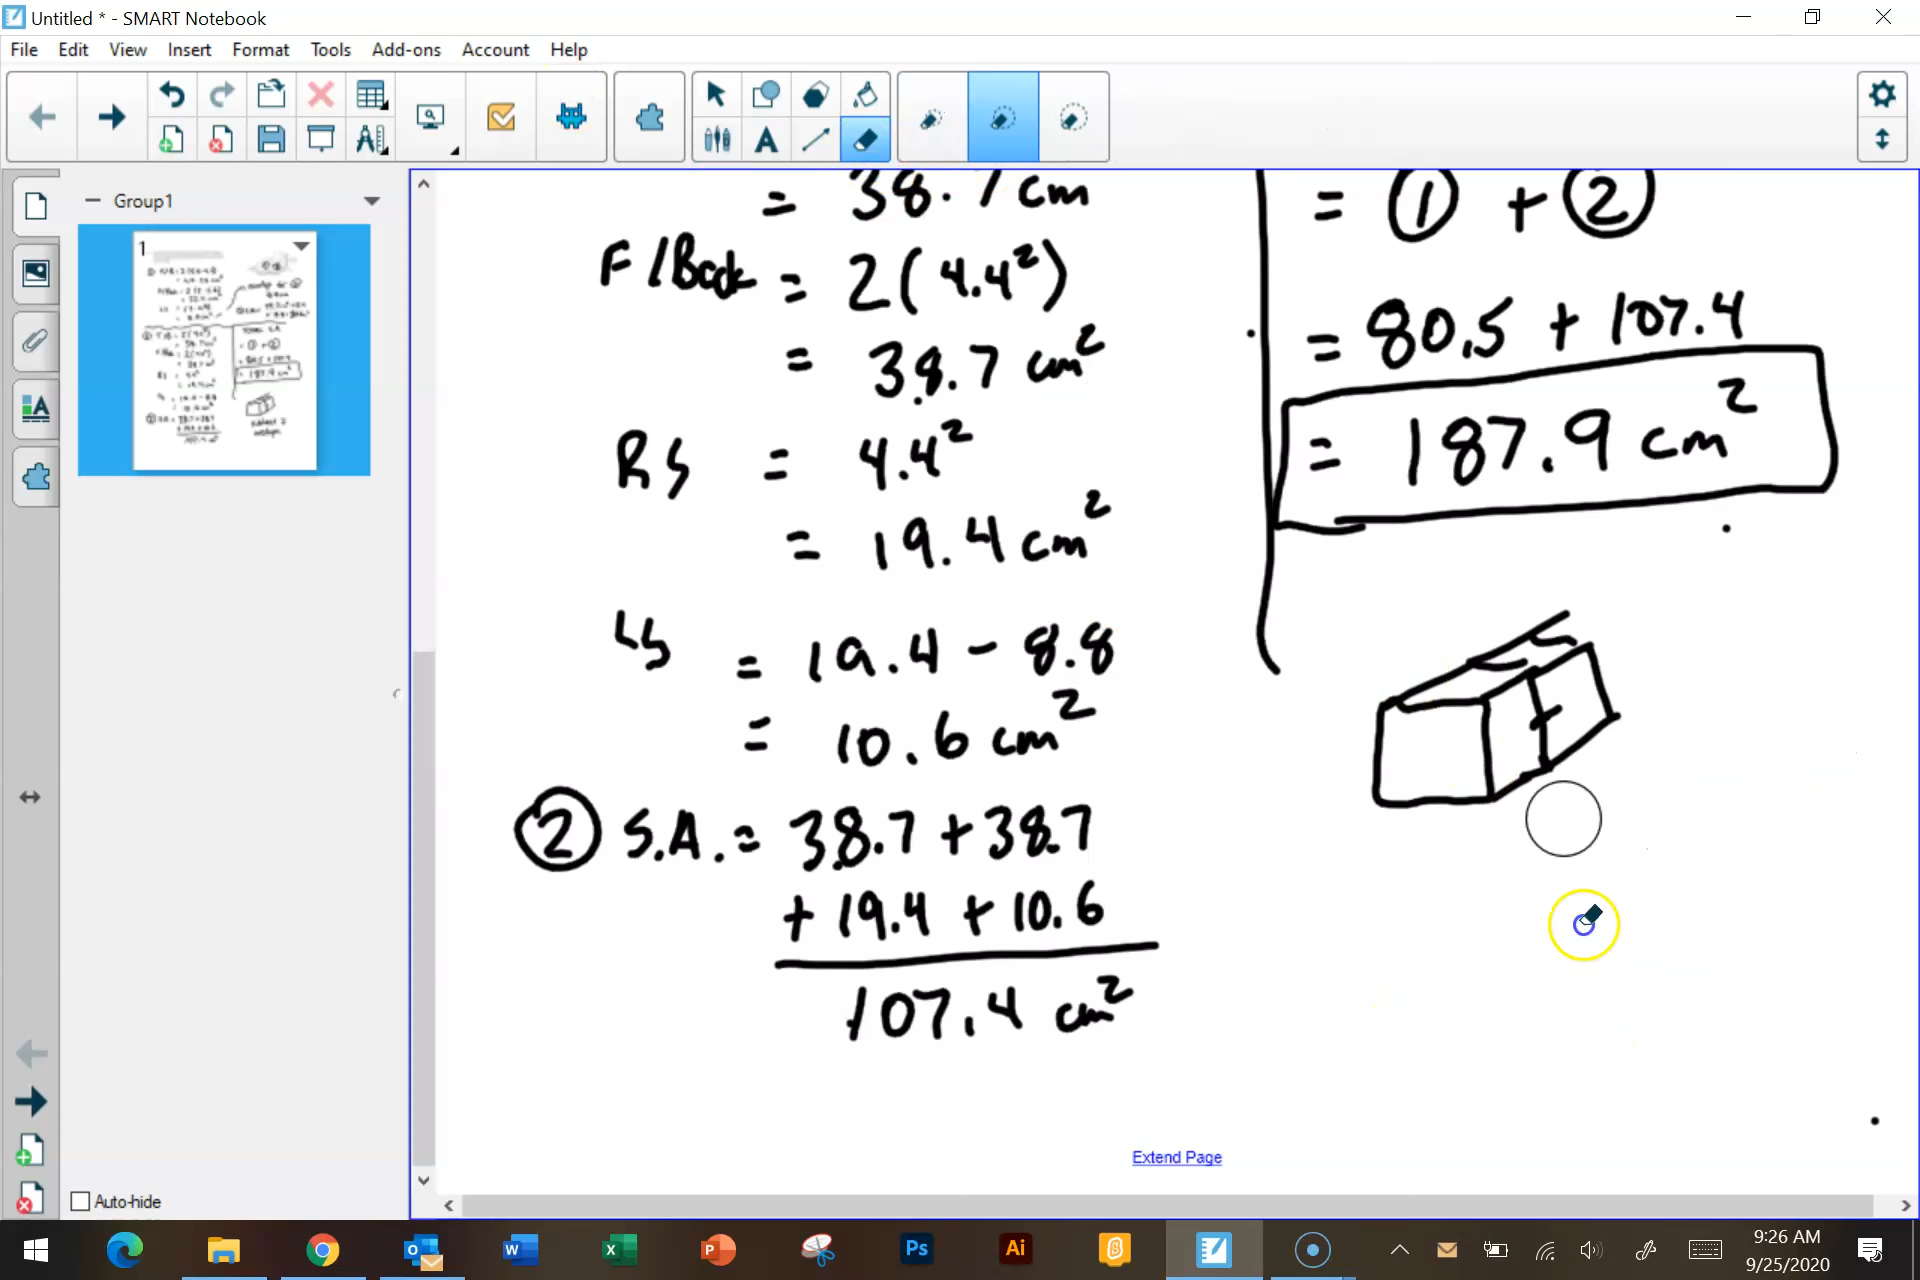 Untitled * - SMART Notebook
File Edit View Insert Format Tools Add-ons Account Help
Group1
1
Auto-hide
= 38.7 cm
F/Back = 2(4.4²)
= 38.7 cm²
RS = 4.4²
= 19.4 cm²
LS = 19.4 - 8.8
= 10.6 cm²
② S.A. = 38.7 + 38.7
+ 19.4 + 10.6
107.4 cm²
= ① + ②
= 80.5 + 107.4
= 187.9 cm²
Extend Page
9:26 AM
9/25/2020